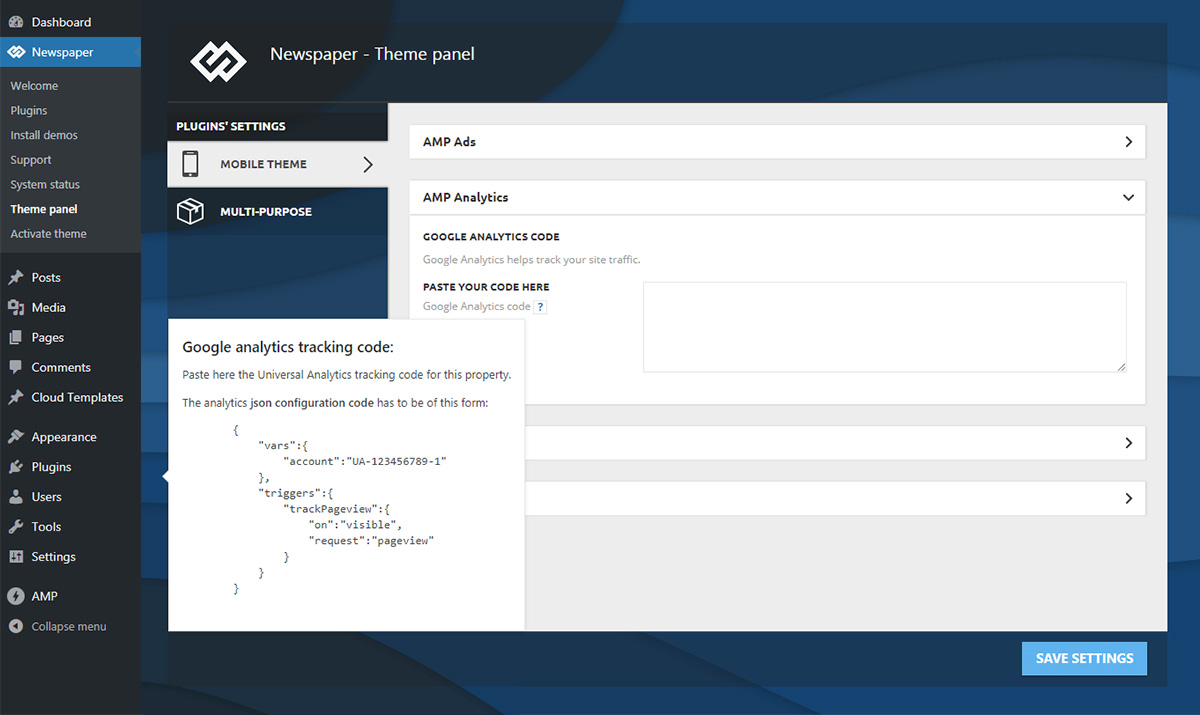 Dashboard
Newspaper
Welcome
Plugins
Install demos
Support
System status
Theme panel
Activate theme
Posts
Media
Pages
Comments
Cloud Templates
Appearance
Plugins
Users
Tools
Settings
AMP
Collapse menu
Newspaper - Theme panel
PLUGINS' SETTINGS
MOBILE THEME
MULTI-PURPOSE
AMP Ads
AMP Analytics
GOOGLE ANALYTICS CODE
Google Analytics helps track your site traffic.
PASTE YOUR CODE HERE
Google Analytics code ?
Google analytics tracking code:
Paste here the Universal Analytics tracking code for this property.
The analytics json configuration code has to be of this form:
{
"vars":{
"account":"UA-123456789-1"
},
"triggers":{
"trackPageview":{
"on":"visible",
"request":"pageview"
}
}
}
SAVE SETTINGS